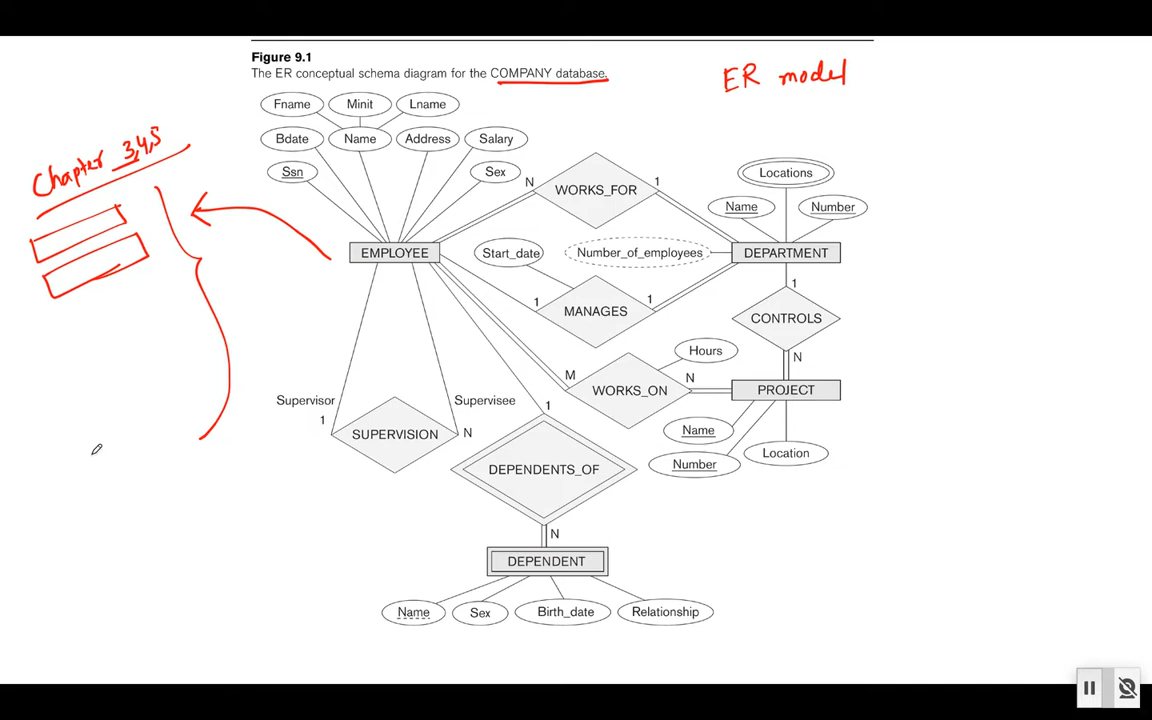 Figure 9.1
The ER conceptual schema diagram for the COMPANY database.
ER model
Chapter 3,4,5
Fname Minit Lname
Bdate Name Address Salary
Ssn Sex
N WORKS_FOR 1
Locations
Name Number
EMPLOYEE Start_date Number_of_employees DEPARTMENT
1 MANAGES 1
1
CONTROLS
N
Hours
M WORKS_ON N PROJECT
Supervisor Supervisee 1
1 SUPERVISION N
Name
Number Location
DEPENDENTS_OF
N
DEPENDENT
Name Sex Birth_date Relationship